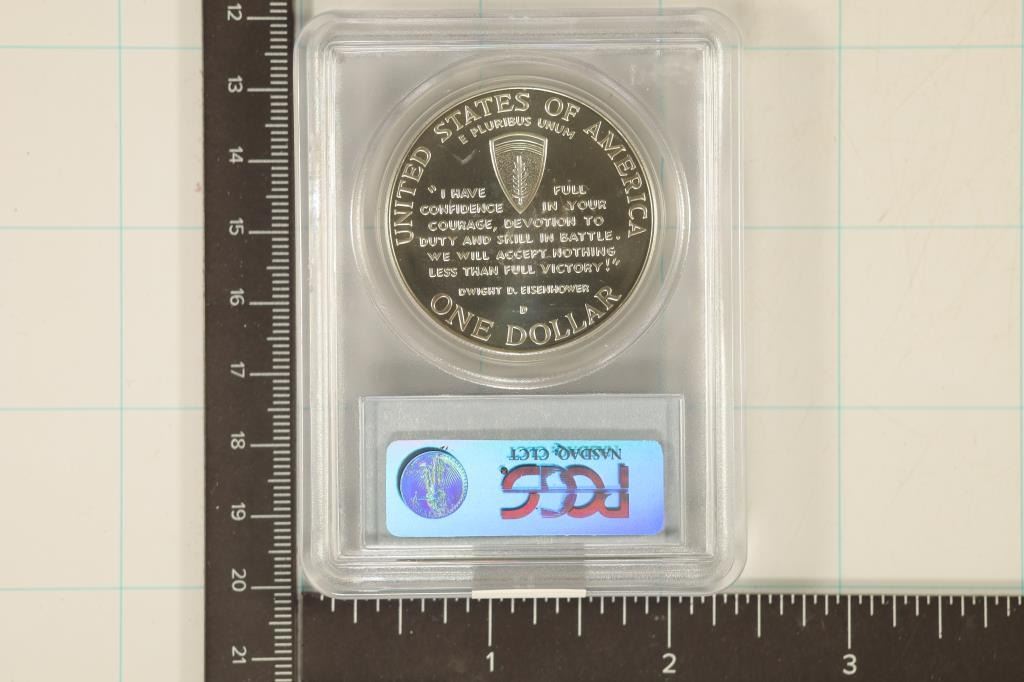 UNITED STATES OF AMERICA
E PLURIBUS UNUM
"I HAVE FULL
CONFIDENCE IN YOUR
COURAGE, DEVOTION TO
DUTY AND SKILL IN BATTLE.
WE WILL ACCEPT NOTHING
LESS THAN FULL VICTORY!"
DWIGHT D. EISENHOWER
D
ONE DOLLAR
NASDAQ: CLCT
PCGS
12
13
14
15
16
17
18
19
20
21
1 2 3